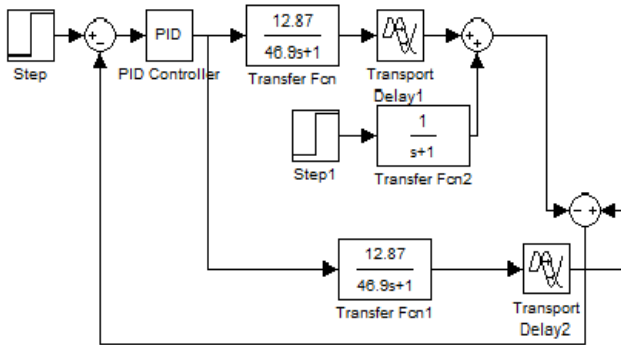 Step
PID
PID Controller
12.87
46.9s+1
Transfer Fcn
Transport
Delay1
Step1
1
s+1
Transfer Fcn2
12.87
46.9s+1
Transfer Fcn1
Transport
Delay2